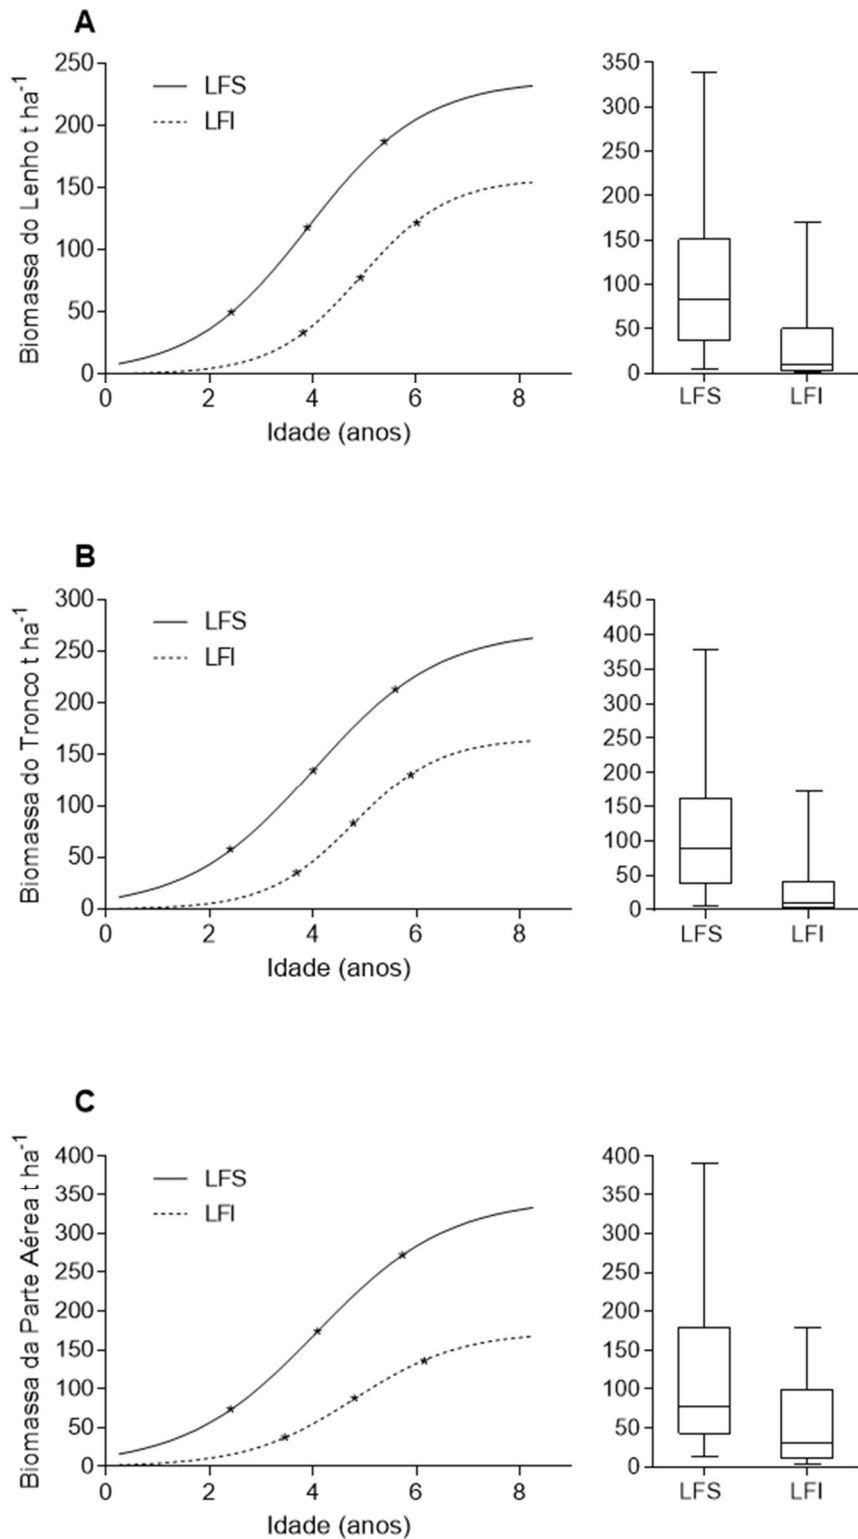 A
Biomassa do Lenho t ha-1
250
200
150
100
50
0
LFS
LFI
0 2 4 6 8
Idade (anos)
350
300
250
200
150
100
50
0
LFS LFI
B
Biomassa do Tronco t ha-1
300
250
200
150
100
50
0
LFS
LFI
0 2 4 6 8
Idade (anos)
450
400
350
300
250
200
150
100
50
0
LFS LFI
C
Biomassa da Parte Aérea t ha-1
400
350
300
250
200
150
100
50
0
LFS
LFI
0 2 4 6 8
Idade (anos)
400
350
300
250
200
150
100
50
0
LFS LFI